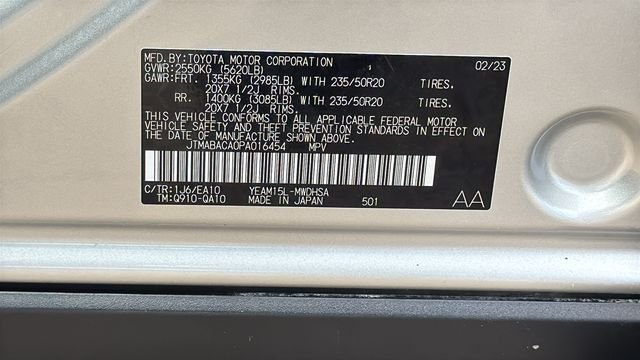 MFD.BY:TOYOTA MOTOR CORPORATION 02/23
GVWR:2550KG (5620LB)
GAWR:FRT. 1355KG (2985LB) WITH 235/50R20 TIRES,
20X7 1/2J RIMS.
RR. 1400KG (3085LB) WITH 235/50R20 TIRES,
20X7 1/2J RIMS.
THIS VEHICLE CONFORMS TO ALL APPLICABLE FEDERAL MOTOR
VEHICLE SAFETY AND THEFT PREVENTION STANDARDS IN EFFECT ON
THE DATE OF MANUFACTURE SHOWN ABOVE.
JTMABACA0PA016454 MPV
C/TR:1J6/EA10 YEAM15L-MWDHSA
TM:Q910-QA10 MADE IN JAPAN 501 AA